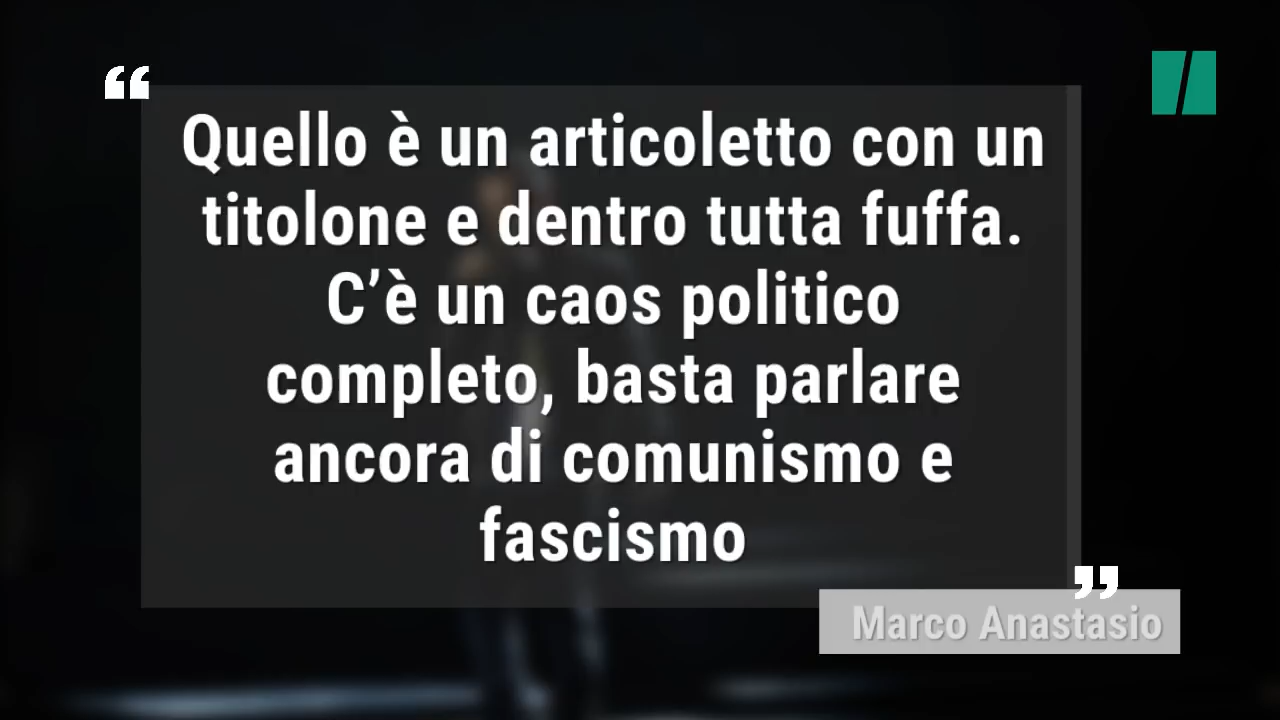 “
Quello è un articoletto con un
titolone e dentro tutta fuffa.
C’è un caos politico
completo, basta parlare
ancora di comunismo e
fascismo
”
Marco Anastasio